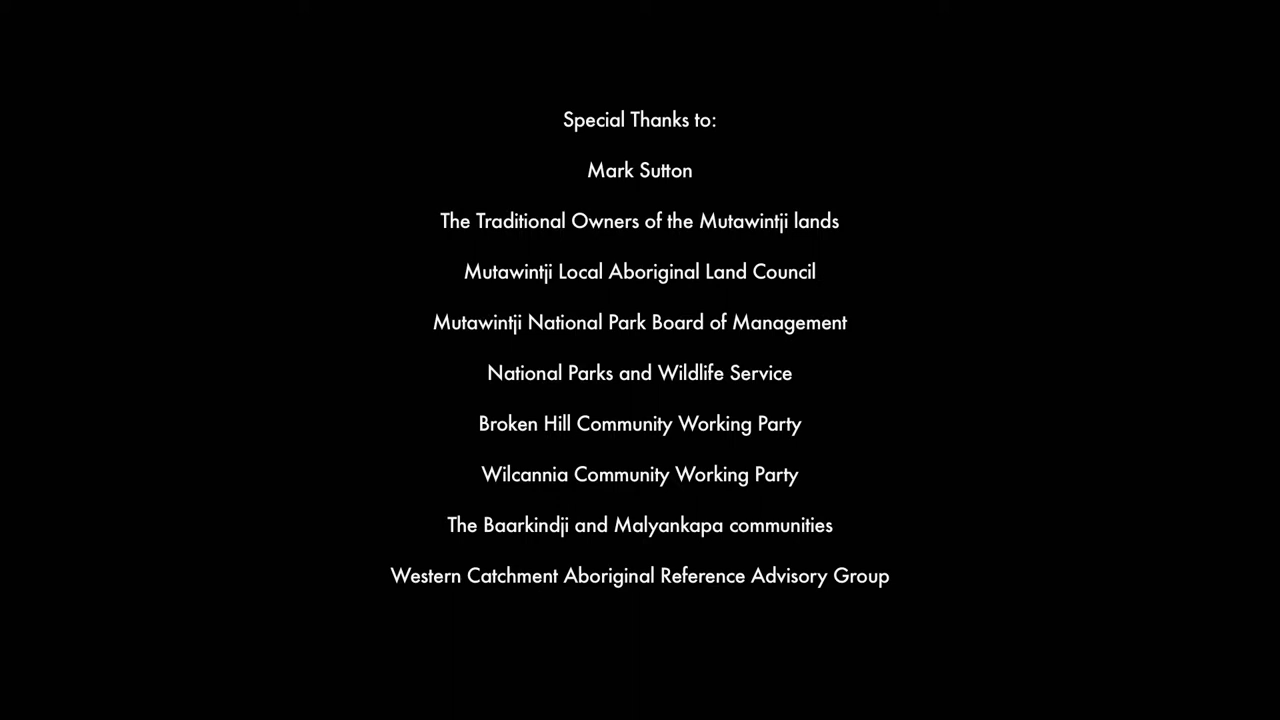 Special Thanks to:
Mark Sutton
The Traditional Owners of the Mutawintji lands
Mutawintji Local Aboriginal Land Council
Mutawintji National Park Board of Management
National Parks and Wildlife Service
Broken Hill Community Working Party
Wilcannia Community Working Party
The Baarkindji and Malyankapa communities
Western Catchment Aboriginal Reference Advisory Group